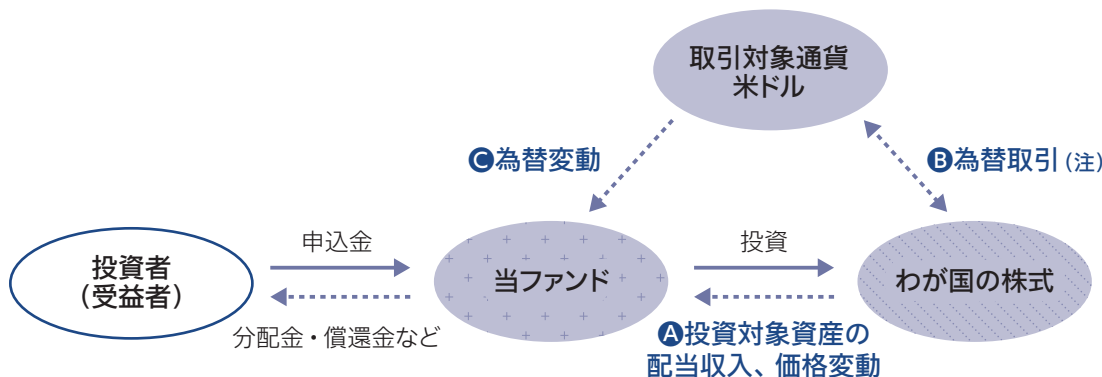 取引対象通貨
米ドル
C為替変動
B為替取引(注)
投資者
(受益者)
申込金
分配金・償還金など
当ファンド
投資
A投資対象資産の
配当収入、価格変動
わが国の株式